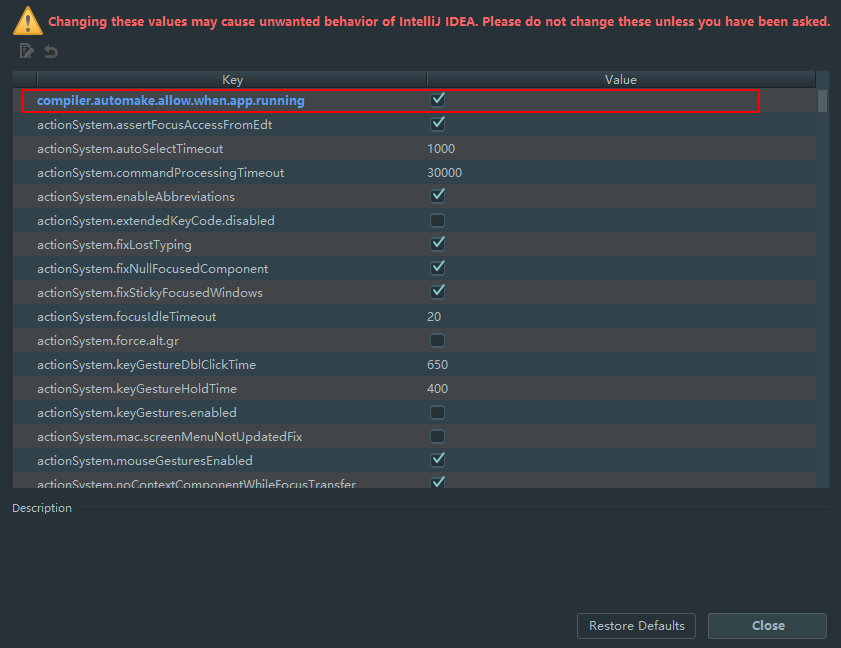 Changing these values may cause unwanted behavior of IntelliJ IDEA. Please do not change these unless you have been asked.
Key Value
compiler.automake.allow.when.app.running
actionSystem.assertFocusAccessFromEdt
actionSystem.autoSelectTimeout 1000
actionSystem.commandProcessingTimeout 30000
actionSystem.enableAbbreviations
actionSystem.extendedKeyCode.disabled
actionSystem.fixLostTyping
actionSystem.fixNullFocusedComponent
actionSystem.fixStickyFocusedWindows
actionSystem.focusIdleTimeout 20
actionSystem.force.alt.gr
actionSystem.keyGestureDblClickTime 650
actionSystem.keyGestureHoldTime 400
actionSystem.keyGestures.enabled
actionSystem.mac.screenMenuNotUpdatedFix
actionSystem.mouseGesturesEnabled
actionSystem.noContextComponentWhileFocusTransfer
Description
Restore Defaults Close